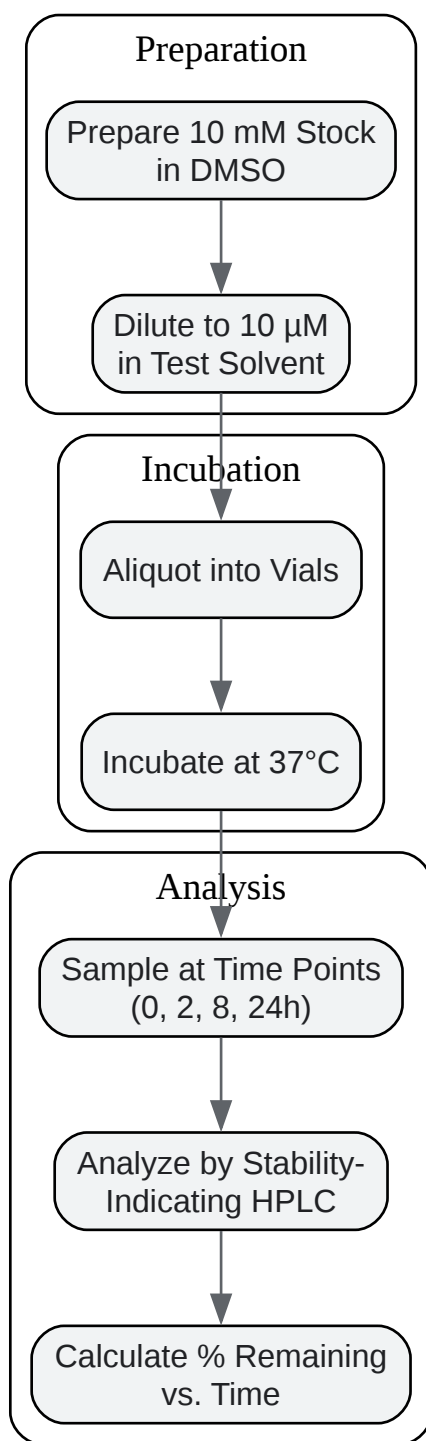 Preparation
Prepare 10 mM Stock
in DMSO
Dilute to 10 µM
in Test Solvent
Incubation
Aliquot into Vials
Incubate at 37°C
Analysis
Sample at Time Points
(0, 2, 8, 24h)
Analyze by Stability-
Indicating HPLC
Calculate % Remaining
vs. Time